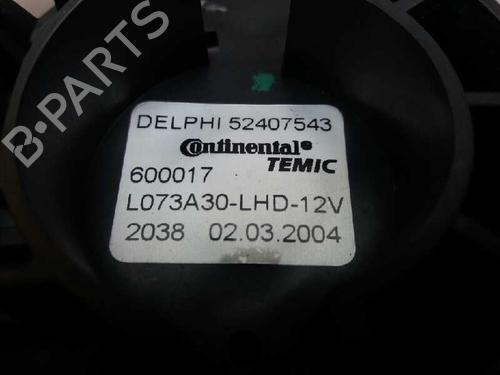 DELPHI 52407543
Continental®
TEMIC
600017
L073A30-LHD-12V
2038 02.03.2004
B-PARTS